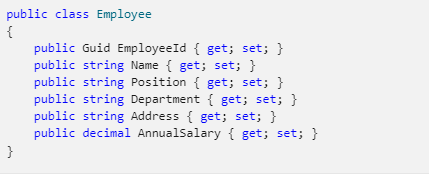 public class Employee
{
    public Guid EmployeeId { get; set; }
    public string Name { get; set; }
    public string Position { get; set; }
    public string Department { get; set; }
    public string Address { get; set; }
    public decimal AnnualSalary { get; set; }
}